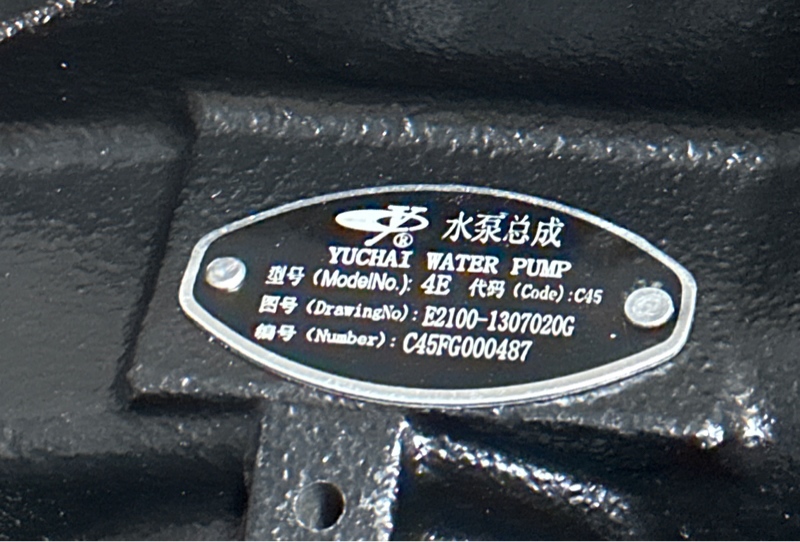 ® 水泵总成
YUCHAI WATER PUMP
型号 (ModelNo.): 4E 代码 (Code):C45
图号 (DrawingNo): E2100-1307020G
编号 (Number): C45FG000487